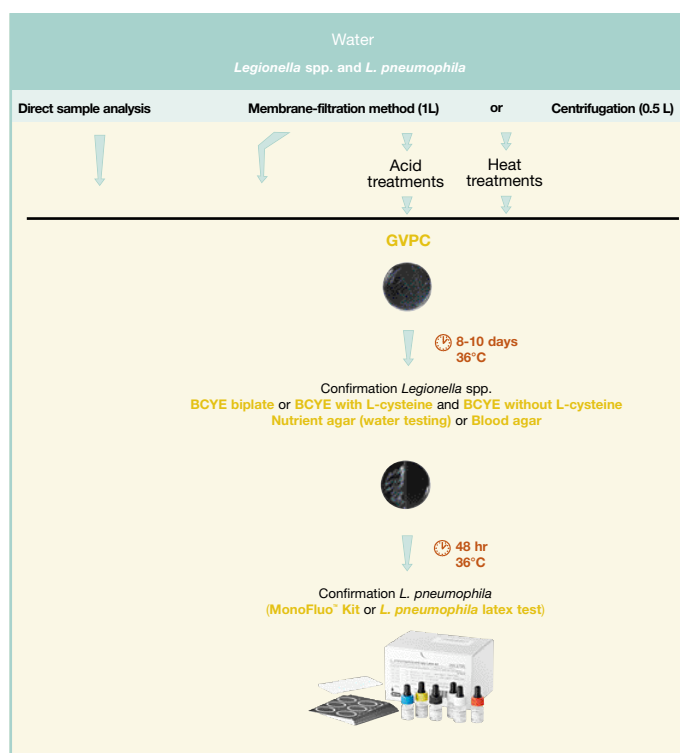 Water
Legionella spp. and L. pneumophila
Direct sample analysis
Membrane-filtration method (1L)
or
Centrifugation (0.5 L)
Acid
treatments
Heat
treatments
GVPC
8-10 days
36°C
Confirmation Legionella spp.
BCYE biplate or BCYE with L-cysteine and BCYE without L-cysteine
Nutrient agar (water testing) or Blood agar
48 hr
36°C
Confirmation L. pneumophila
(MonoFluo™ Kit or L. pneumophila latex test)